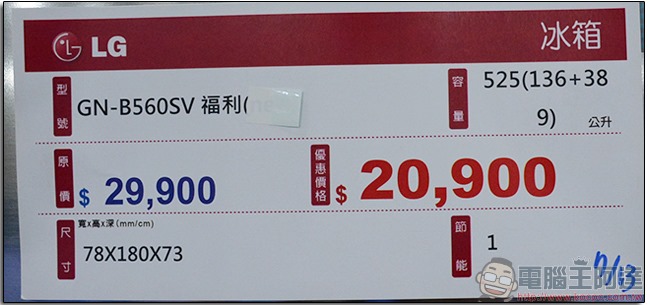 LG
冰箱
型號
GN-B560SV 福利(
容量
525(136+38
9)
公升
原價
$ 29,900
優惠價格
$ 20,900
尺寸
寬x高x深(mm/cm)
78X180X73
節能
1
電腦王阿達